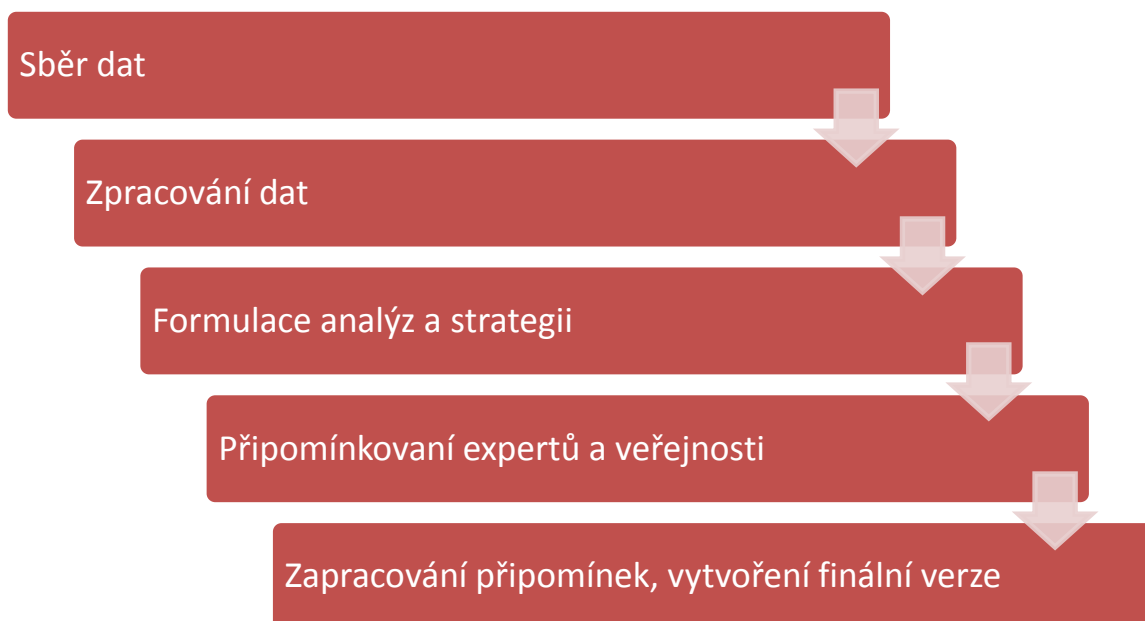 Sběr dat
Zpracování dat
Formulace analýz a strategii
Připomínkovaní expertů a veřejnosti
Zapracování připomínek, vytvoření finální verze